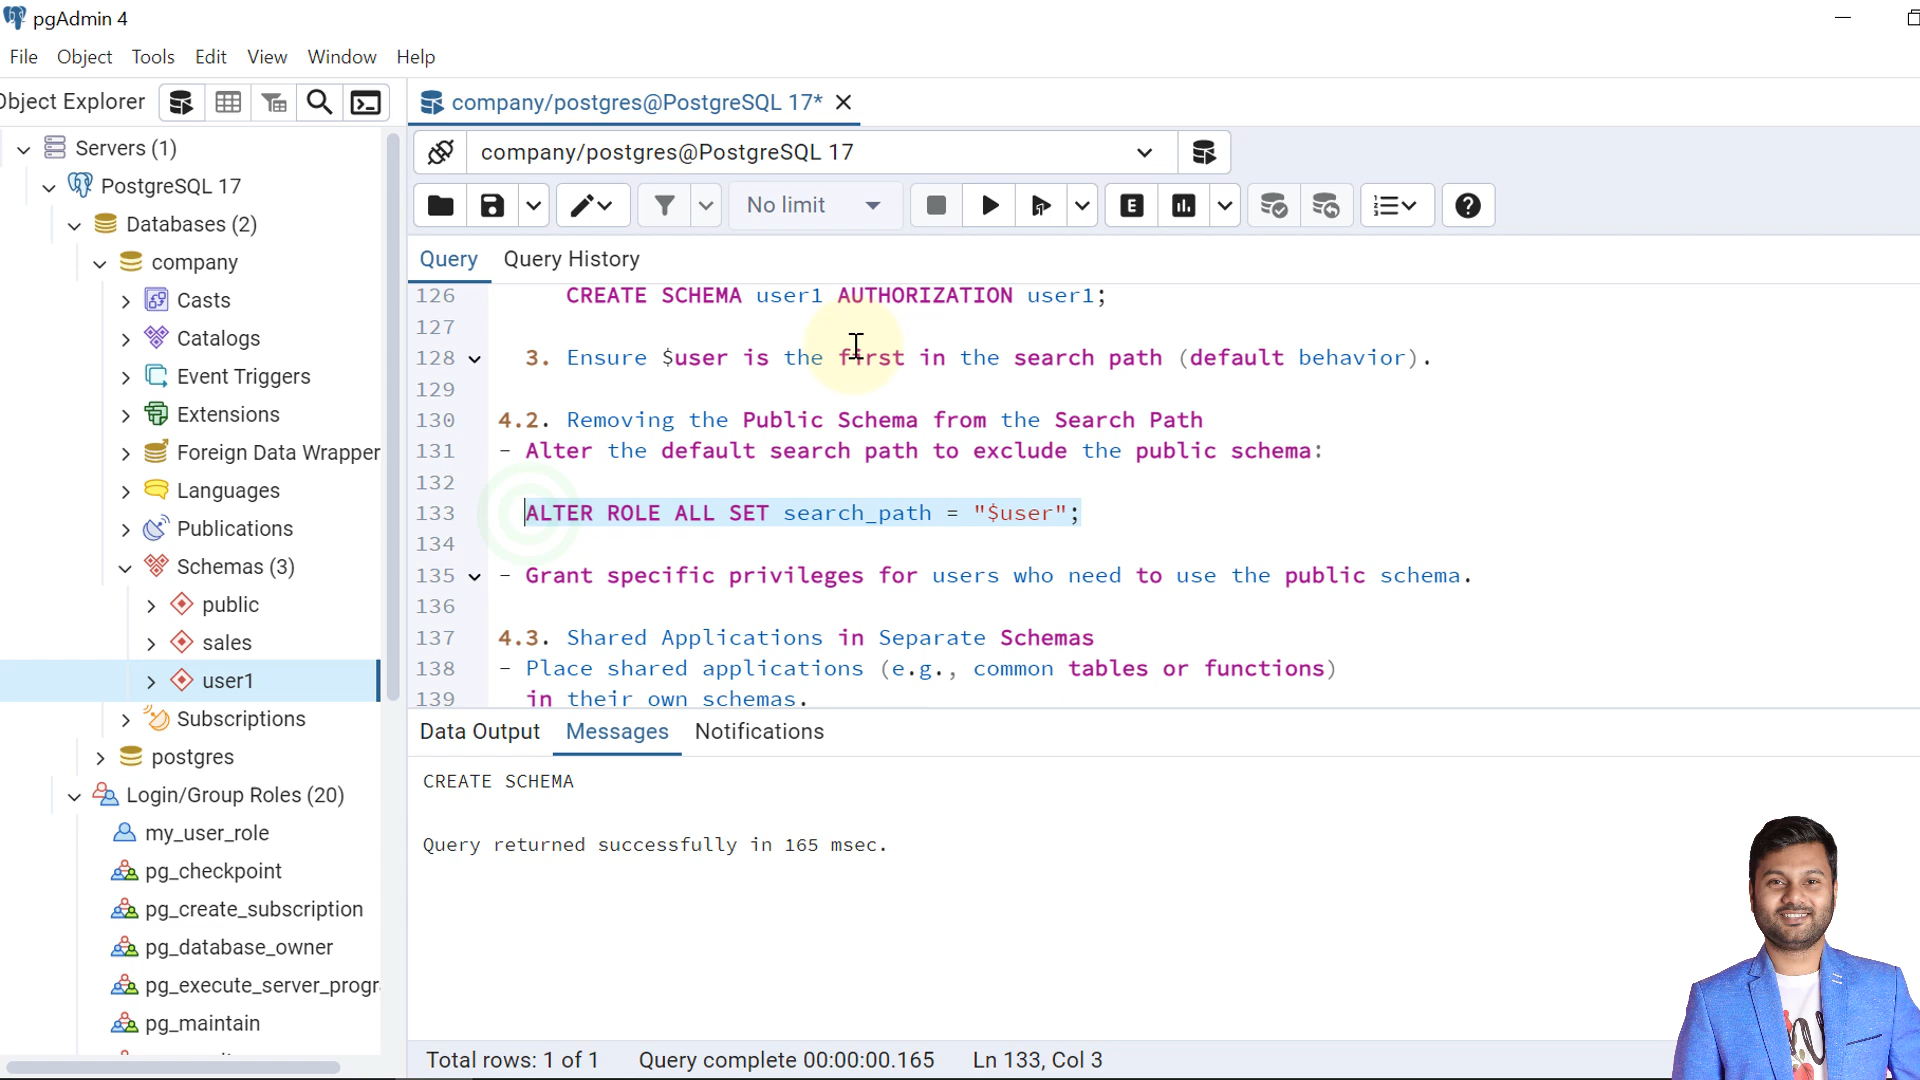 pgAdmin 4
File Object Tools Edit View Window Help
Object Explorer
company/postgres@PostgreSQL 17*
Servers (1)
PostgreSQL 17
Databases (2)
company
Casts
Catalogs
Event Triggers
Extensions
Foreign Data Wrapper
Languages
Publications
Schemas (3)
public
sales
user1
Subscriptions
postgres
Login/Group Roles (20)
my_user_role
pg_checkpoint
pg_create_subscription
pg_database_owner
pg_execute_server_progr
pg_maintain
company/postgres@PostgreSQL 17
No limit
E
Query Query History
126 CREATE SCHEMA user1 AUTHORIZATION user1;
127
128 3. Ensure $user is the first in the search path (default behavior).
129
130 4.2. Removing the Public Schema from the Search Path
131 - Alter the default search path to exclude the public schema:
132
133 ALTER ROLE ALL SET search_path = "$user";
134
135 - Grant specific privileges for users who need to use the public schema.
136
137 4.3. Shared Applications in Separate Schemas
138 - Place shared applications (e.g., common tables or functions)
139 in their own schemas.
Data Output Messages Notifications
CREATE SCHEMA
Query returned successfully in 165 msec.
Total rows: 1 of 1 Query complete 00:00:00.165 Ln 133, Col 3